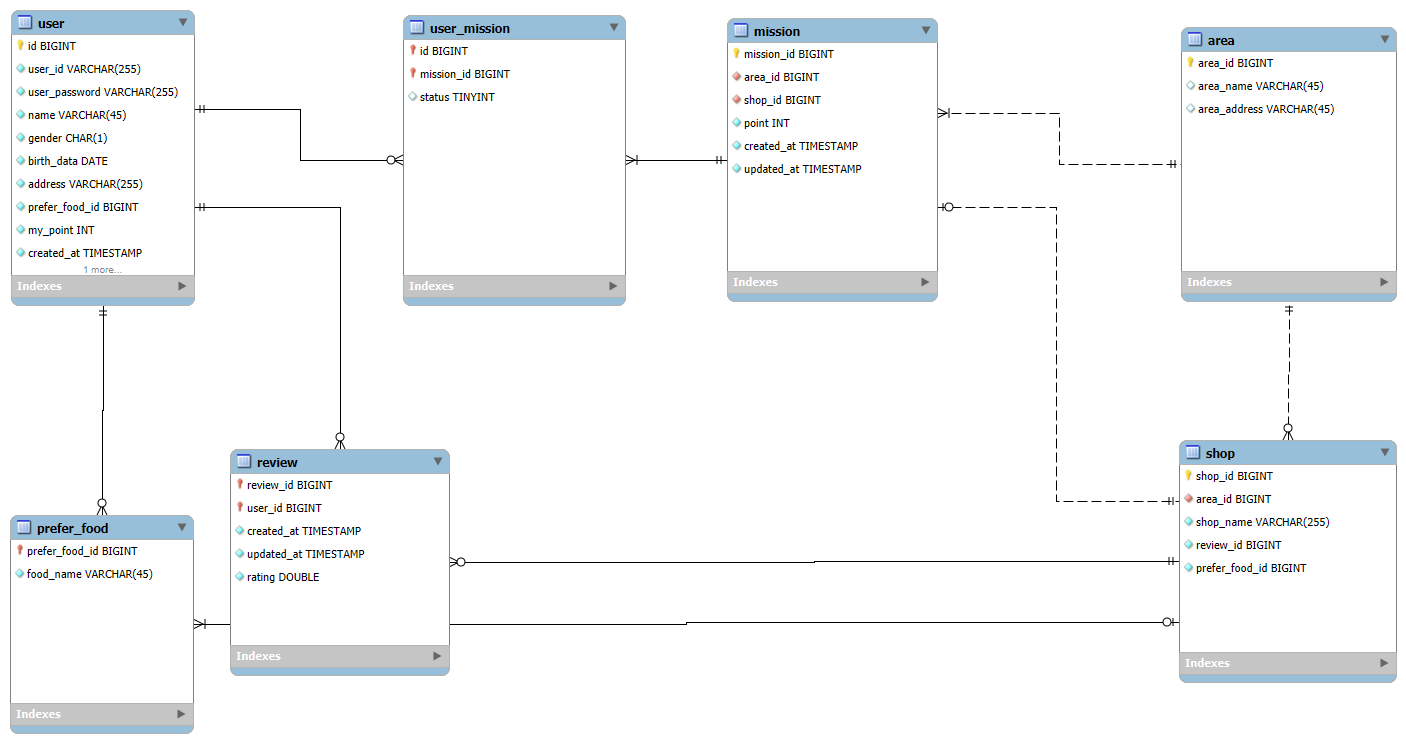 user
id BIGINT
user_id VARCHAR(255)
user_password VARCHAR(255)
name VARCHAR(45)
gender CHAR(1)
birth_data DATE
address VARCHAR(255)
prefer_food_id BIGINT
my_point INT
created_at TIMESTAMP
1 more...
Indexes
user_mission
id BIGINT
mission_id BIGINT
status TINYINT
Indexes
mission
mission_id BIGINT
area_id BIGINT
shop_id BIGINT
point INT
created_at TIMESTAMP
updated_at TIMESTAMP
Indexes
area
area_id BIGINT
area_name VARCHAR(45)
area_address VARCHAR(45)
Indexes
prefer_food
prefer_food_id BIGINT
food_name VARCHAR(45)
Indexes
review
review_id BIGINT
user_id BIGINT
created_at TIMESTAMP
updated_at TIMESTAMP
rating DOUBLE
Indexes
shop
shop_id BIGINT
area_id BIGINT
shop_name VARCHAR(255)
review_id BIGINT
prefer_food_id BIGINT
Indexes